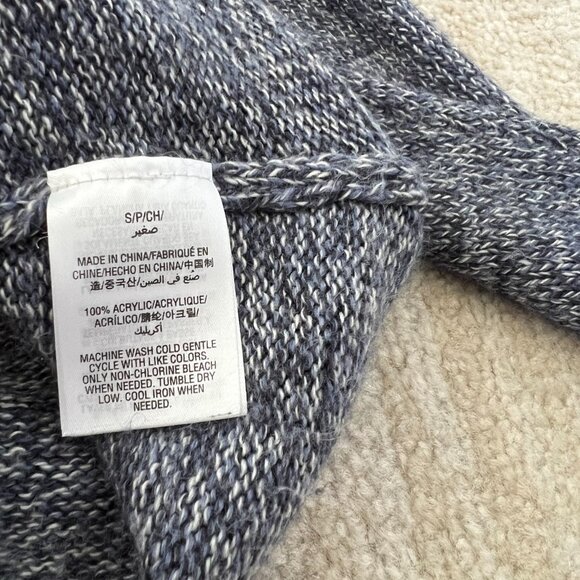 S/P/CH/
صغير
MADE IN CHINA/FABRIQUÉ EN
CHINE/HECHO EN CHINA/中国制
造/중국산/صنع في الصين
100% ACRYLIC/ACRYLIQUE/
ACRÍLICO/腈纶/아크릴/
أكريليك
MACHINE WASH COLD GENTLE
CYCLE WITH LIKE COLORS.
ONLY NON-CHLORINE BLEACH
WHEN NEEDED. TUMBLE DRY
LOW. COOL IRON WHEN
NEEDED.